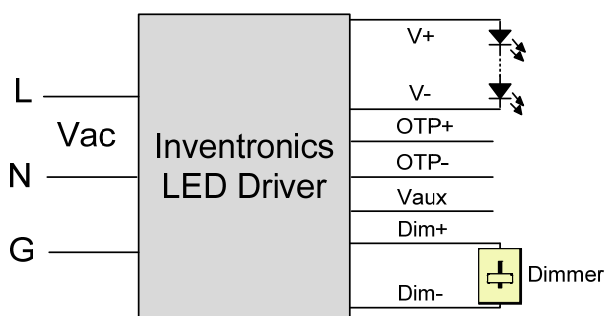 L
Vac
N
G
Inventronics
LED Driver
V+
V-
OTP+
OTP-
Vaux
Dim+
Dim-
Dimmer